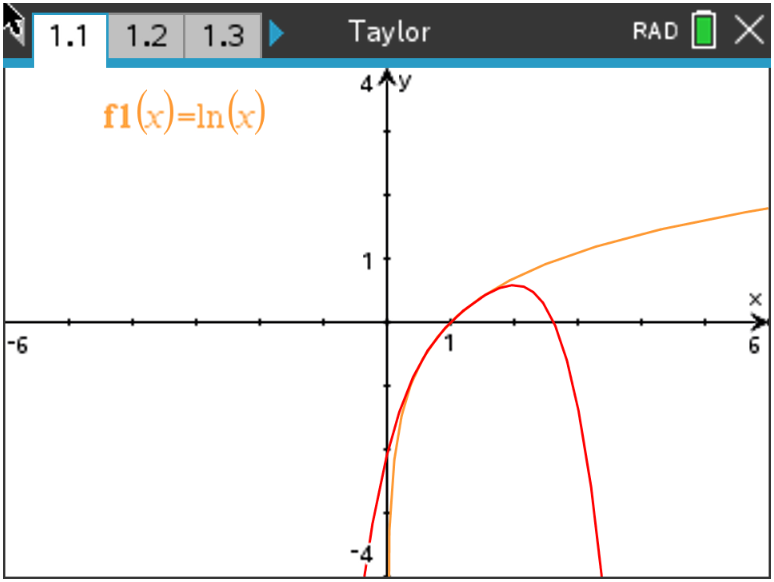 1.1 1.2 1.3 Taylor RAD
4 y
f1(x)=ln(x)
1
x
-6 1 6
-4